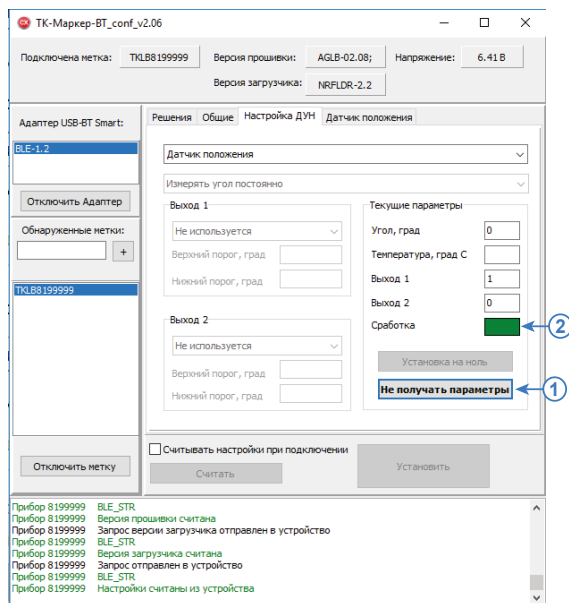 ТК-Маркер-BT_conf_v2.06
Подключена метка: TKLB8199999 Версия прошивки: AGLB-02.08; Напряжение: 6.41 В
Версия загрузчика: NRFLDR-2.2
Адаптер USB-BT Smart:
BLE-1.2
Отключить Адаптер
Обнаруженные метки:
+
TKLB8199999
Отключить метку
Решения Общие Настройка ДУН Датчик положения
Датчик положения
Измерять угол постоянно
Выход 1
Не используется
Верхний порог, град
Нижний порог, град
Выход 2
Не используется
Верхний порог, град
Нижний порог, град
Текущие параметры
Угол, град 0
Температура, град С
Выход 1 1
Выход 2 0
Сработка
2
Установка на ноль
Не получать параметры
1
Считывать настройки при подключении
Считать
Установить
Прибор 8199999 BLE_STR
Прибор 8199999 Версия прошивки считана
Прибор 8199999 Запрос версии загрузчика отправлен в устройство
Прибор 8199999 BLE_STR
Прибор 8199999 Версия загрузчика считана
Прибор 8199999 Запрос отправлен в устройство
Прибор 8199999 BLE_STR
Прибор 8199999 Настройки считаны из устройства